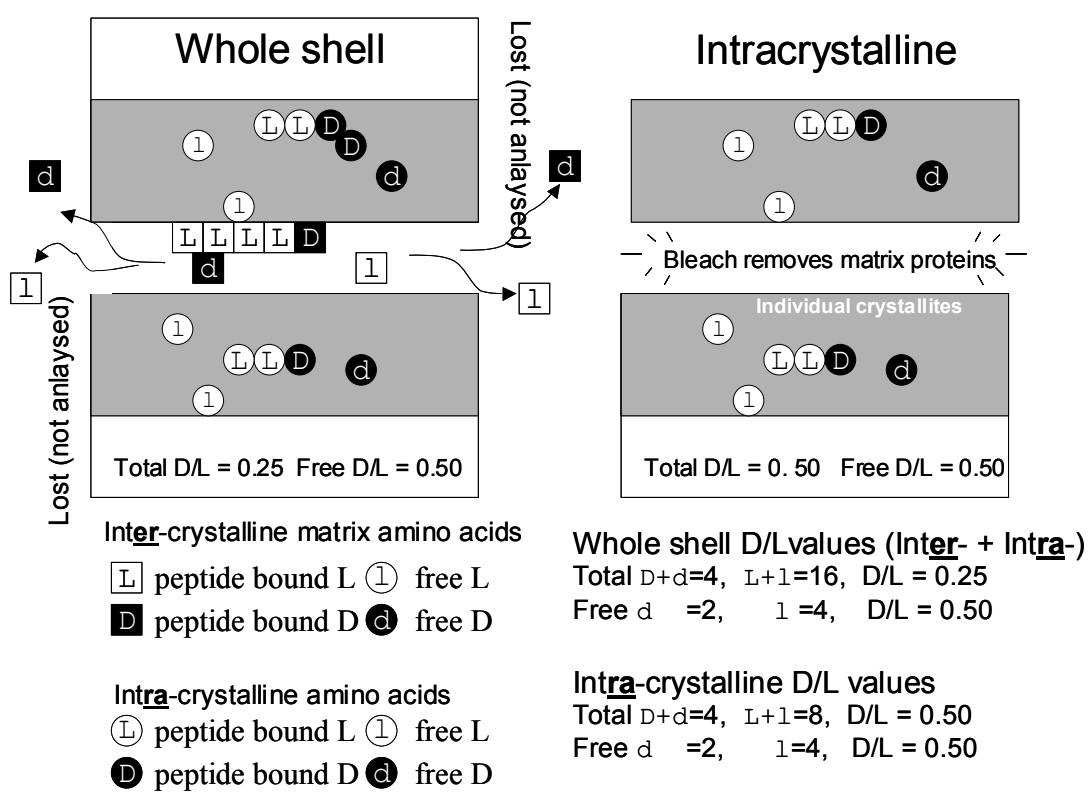 Whole shell
Intracrystalline
Lost (not anlaysed)
L L D
D
l
d
l
L L L L D
d
l
d
l
d
l
L L D
l
d
l
Bleach removes matrix proteins
Individual crystallites
l
L L D
d
l
l
L L D
d
l
Lost (not anlaysed)
Total D/L = 0.25 Free D/L = 0.50
Total D/L = 0. 50 Free D/L = 0.50
Inter-crystalline matrix amino acids
L peptide bound L l free L
D peptide bound D d free D
Intra-crystalline amino acids
L peptide bound L l free L
D peptide bound D d free D
Whole shell D/Lvalues (Inter- + Intra-)
Total D+d=4, L+l=16, D/L = 0.25
Free d =2, l =4, D/L = 0.50
Intra-crystalline D/L values
Total D+d=4, L+l=8, D/L = 0.50
Free d =2, l=4, D/L = 0.50